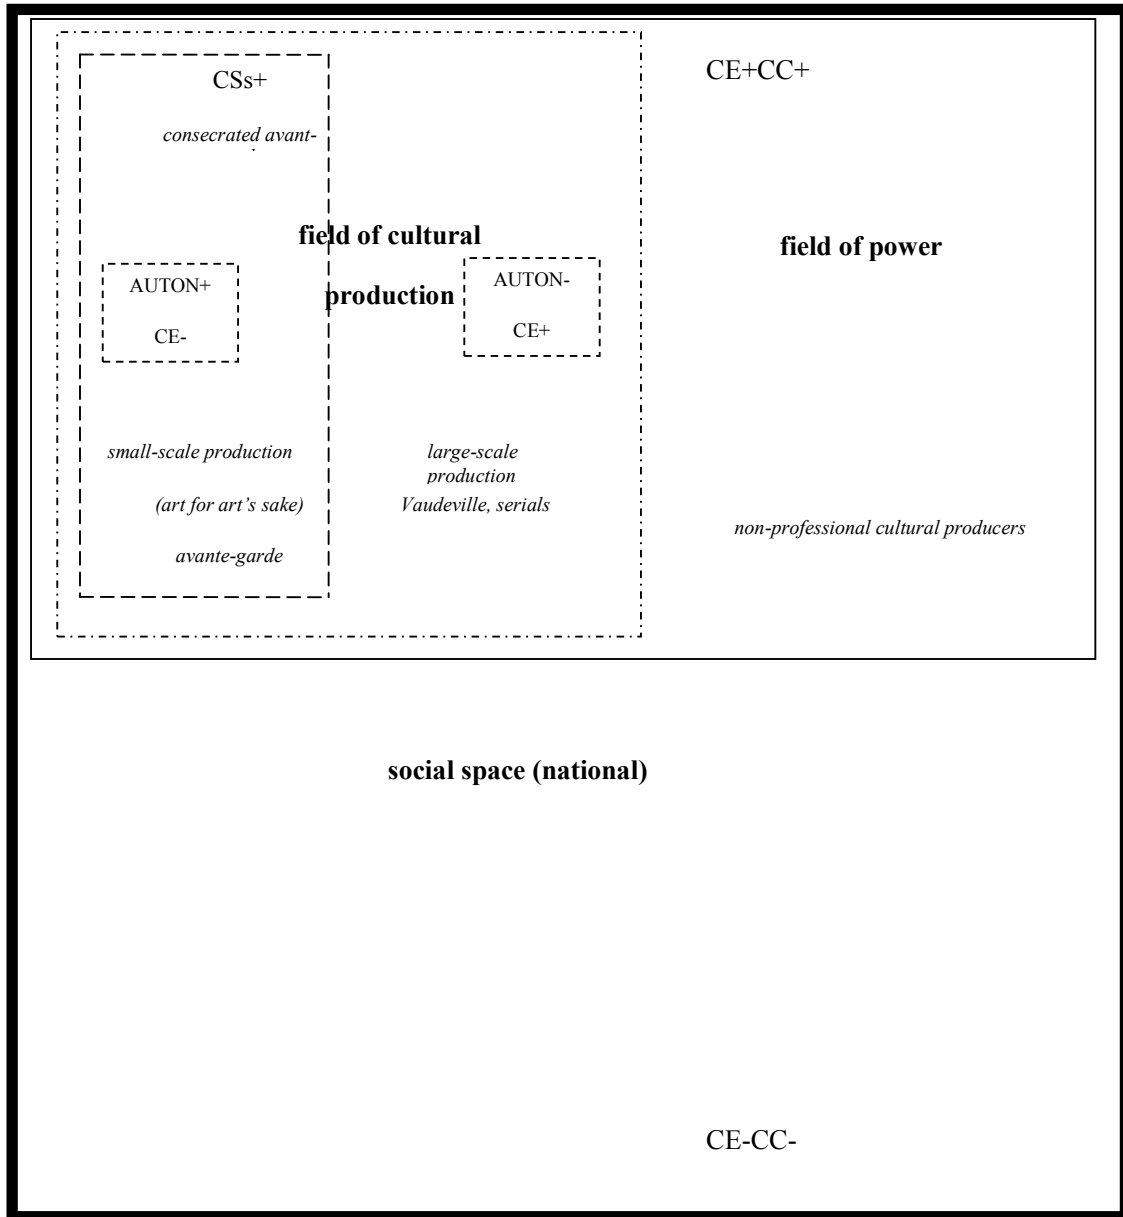 CSs+
consecrated avant-
CE+CC+
field of cultural
production
field of power
AUTON+
CE-
AUTON-
CE+
small-scale production
(art for art’s sake)
avante-garde
large-scale
production
Vaudeville, serials
non-professional cultural producers
social space (national)
CE-CC-